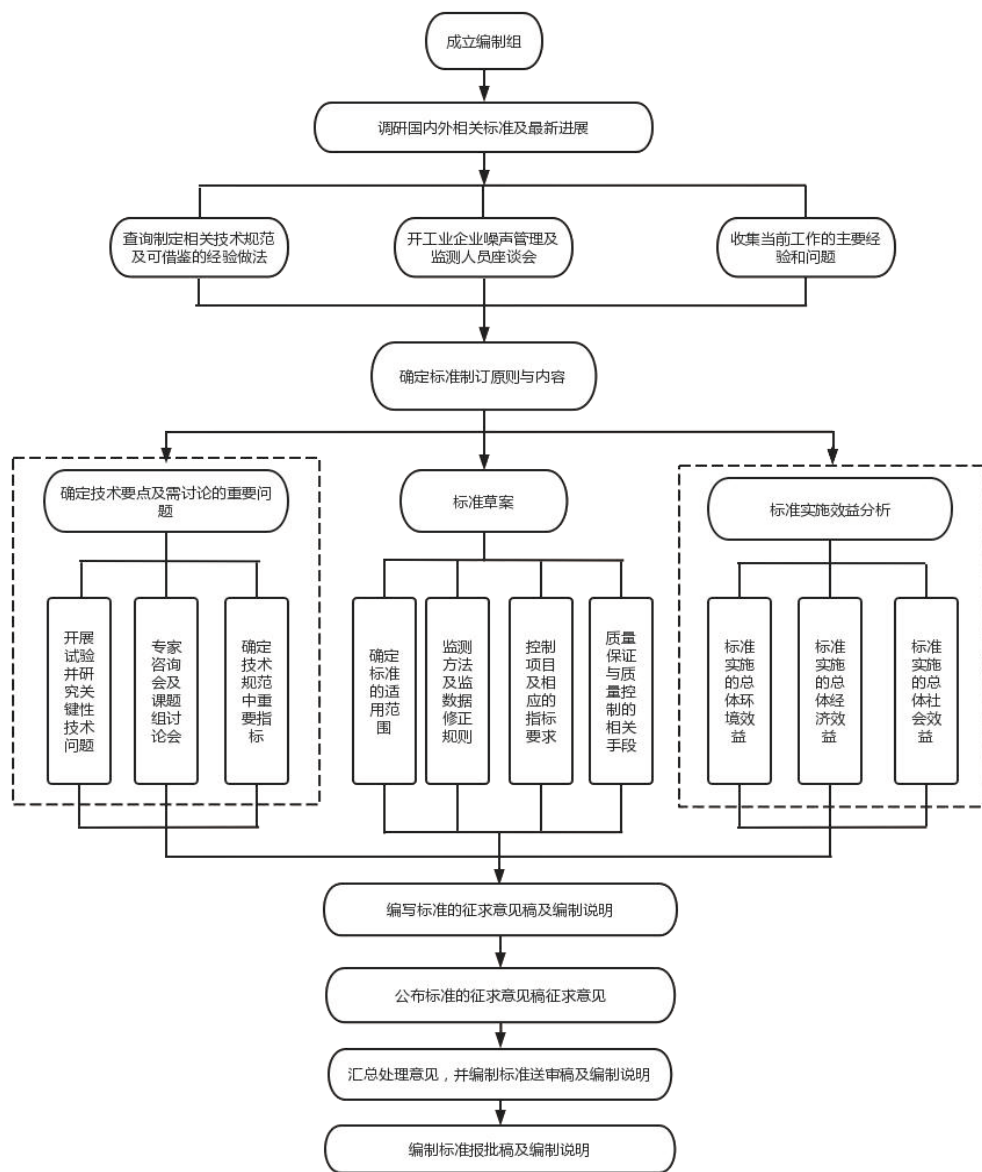 成立编制组
调研国内外相关标准及最新进展
查询制定相关技术规范
及可借鉴的经验做法
开工业企业噪声管理及
监测人员座谈会
收集当前工作的主要经
验和问题
确定标准制订原则与内容
确定技术要点及需讨论的重要问
题
标准草案
标准实施效益分析
开展
试验
并研
究关
键性
技术
问题
专家
咨询
会及
课题
组讨
论会
确定
技术
规范
中重
要指
标
确定
标准
的适
用范
围
监测
方法
及监
数据
修正
规则
控制
项目
及相
应的
指标
要求
质量
保证
与质
量控
制的
相关
手段
标准
实施
的总
体环
境效
益
标准
实施
的总
体经
济效
益
标准
实施
的总
体社
会效
益
编写标准的征求意见稿及编制说明
公布标准的征求意见稿征求意见
汇总处理意见，并编制标准送审稿及编制说明
编制标准报批稿及编制说明